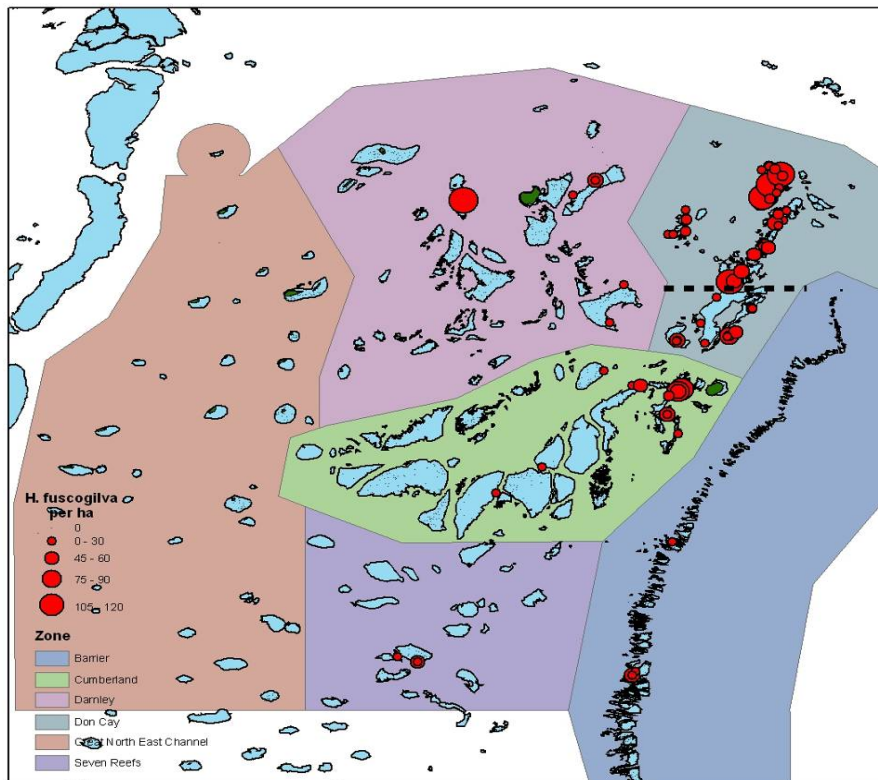 H. fuscogilva
per ha
0
0 - 30
45 - 60
75 - 90
105 - 120
Zone
Barrier
Cumberland
Darnley
Don Cay
Great North East Channel
Seven Reefs